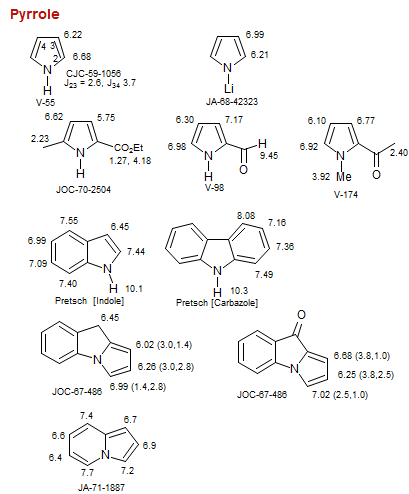 Pyrrole
6.22
4 3
2
6.68
N
H
CJC-59-1056
J23 = 2.6, J34 3.7
V-55
6.99
6.21
N
Li
JA-68-42323
6.62
5.75
2.23
N
H
CO2Et
1.27, 4.18
JOC-70-2504
6.30
7.17
6.98
N
H
H
O
9.45
V-98
6.10
6.77
6.92
N
3.92 Me
O
2.40
V-174
7.55
6.45
6.99
7.44
7.09
7.40
N
H 10.1
Pretsch [Indole]
8.08
7.16
7.36
7.49
N
H 10.3
Pretsch [Carbazole]
6.45
6.02 (3.0,1.4)
N
6.26 (3.0,2.8)
6.99 (1.4,2.8)
JOC-67-486
O
6.68 (3.8,1.0)
N
6.25 (3.8,2.5)
7.02 (2.5,1.0)
JOC-67-486
7.4
6.7
6.6
6.9
6.4
N
7.7
7.2
JA-71-1887